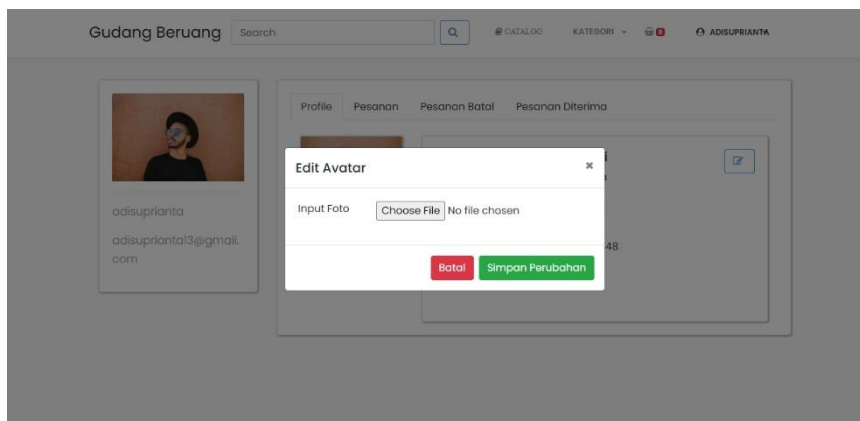 Gudang Beruang
Search
CATALOG
KATEGORI
0
ADISUPRIANTA
Profile
Pesanan
Pesanan Batal
Pesanan Diterima
adisuprianta
adisuprianta13@gmail.
com
Edit Avatar
×
Input Foto
Choose File No file chosen
48
Batal
Simpan Perubahan